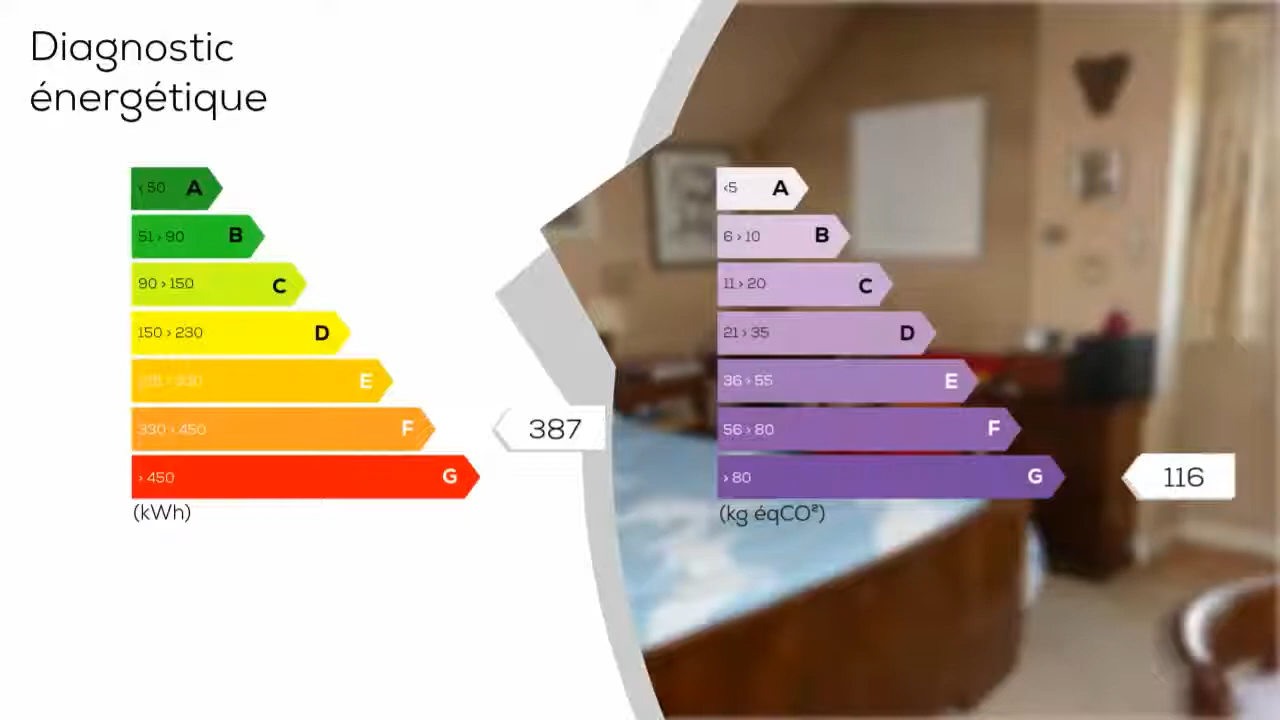 Diagnostic
énergétique
< 50 A
51 > 90 B
90 > 150 C
150 > 230 D
E
330 > 450 F
387
> 450 G
(kWh)
<5 A
6 > 10 B
11 > 20 C
21 > 35 D
36 > 55 E
56 > 80 F
> 80 G
116
(kg éqCO²)